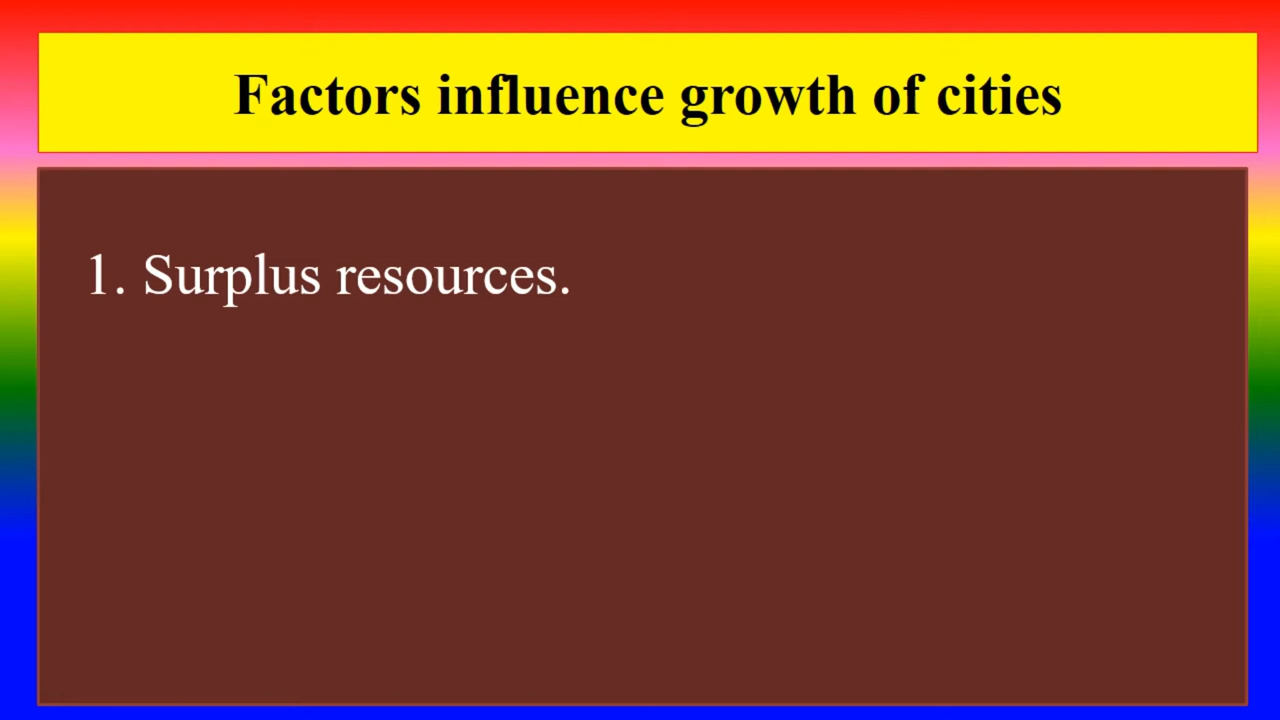 Factors influence growth of cities
1. Surplus resources.